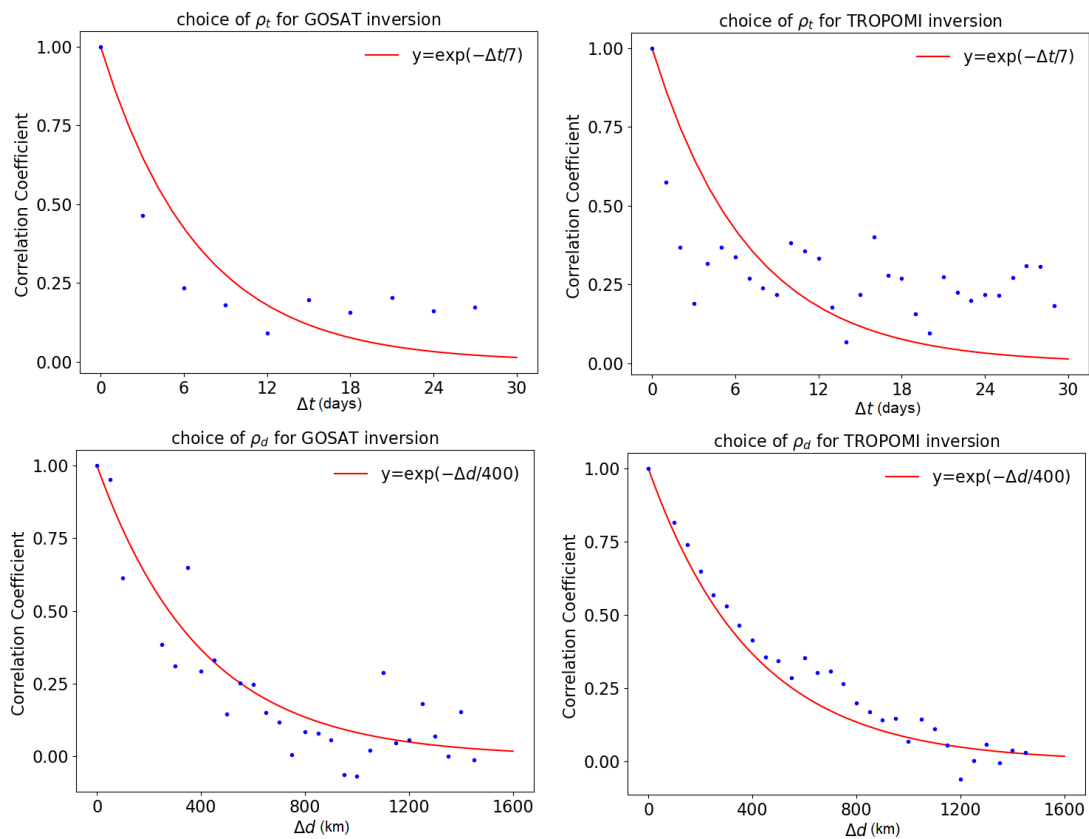 choice of ρt for GOSAT inversion
1.00
0.75
0.50
0.25
0.00
Correlation Coefficient
y=exp(−Δt/7)
0 6 12 18 24 30
Δt (days)
choice of ρt for TROPOMI inversion
1.00
0.75
0.50
0.25
0.00
Correlation Coefficient
y=exp(−Δt/7)
0 6 12 18 24 30
Δt (days)
choice of ρd for GOSAT inversion
1.00
0.75
0.50
0.25
0.00
Correlation Coefficient
y=exp(−Δd/400)
0 400 800 1200 1600
Δd (km)
choice of ρd for TROPOMI inversion
1.00
0.75
0.50
0.25
0.00
Correlation Coefficient
y=exp(−Δd/400)
0 400 800 1200 1600
Δd (km)